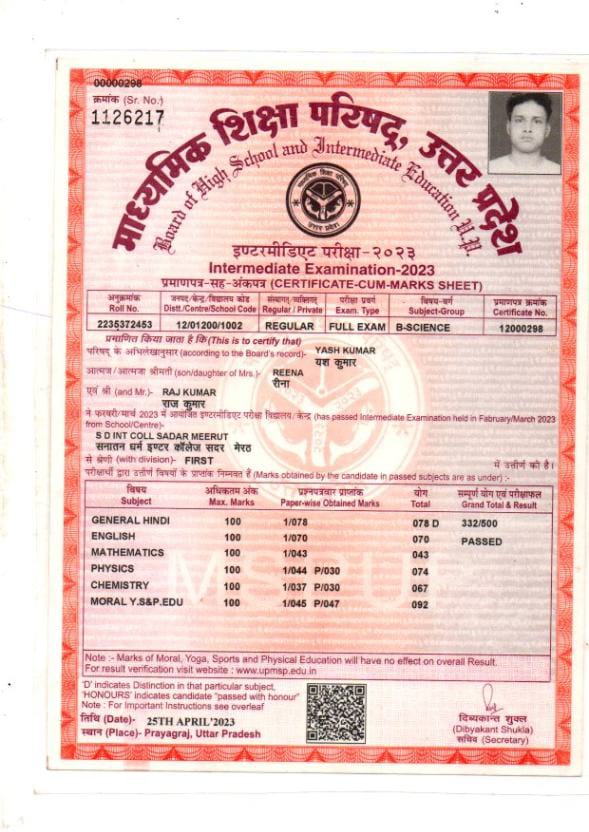 00000298
क्रमांक (Sr. No.)
1126217
माध्यमिक शिक्षा परिषद्, उत्तर प्रदेश
Board of High School and Intermediate Education U.P.
इण्टरमीडिएट परीक्षा-२०२३
Intermediate Examination-2023
प्रमाणपत्र-सह-अंकपत्र (CERTIFICATE-CUM-MARKS SHEET)
अनुक्रमांक जनपद/केन्द्र/विद्यालय कोड संस्थागत/व्यक्तिगत परीक्षा प्रवर्ग विषय-वर्ग प्रमाणपत्र क्रमांक
Roll No. Distt./Centre/School Code Regular / Private Exam. Type Subject-Group Certificate No.
2235372453 12/01200/1002 REGULAR FULL EXAM B-SCIENCE 12000298
प्रमाणित किया जाता है कि (This is to certify that)
परिषद् के अभिलेखानुसार (according to the Board's record)- YASH KUMAR
यश कुमार
आत्मज / आत्मजा श्रीमती (son/daughter of Mrs.)- REENA
रीना
एवं श्री (and Mr.)- RAJ KUMAR
राज कुमार
ने फरवरी/मार्च 2023 में आयोजित इण्टरमीडिएट परीक्षा विद्यालय/केन्द्र (has passed Intermediate Examination held in Fabruary/March 2023
from School/Centre)-
S D INT COLL SADAR MEERUT
सनातन धर्म इण्टर कॉलेज सदर मेरठ
से श्रेणी (with division)- FIRST में उत्तीर्ण की है।
परीक्षार्थी द्वारा उत्तीर्ण विषयों के प्राप्तांक निम्नवत हैं (Marks obtained by the candidate in passed subjects are as under) :-
विषय अधिकतम अंक प्रश्नपत्रवार प्राप्तांक योग सम्पूर्ण योग एवं परीक्षाफल
Subject Max. Marks Paper-wise Obtained Marks Total Grand Total & Result
GENERAL HINDI 100 1/078 078 D 332/500
ENGLISH 100 1/070 070 PASSED
MATHEMATICS 100 1/043 043
PHYSICS 100 1/044 P/030 074
CHEMISTRY 100 1/037 P/030 067
MORAL Y.S&P.EDU 100 1/045 P/047 092
Note :- Marks of Moral, Yoga, Sports and Physical Education will have no effect on overall Result.
For result verification visit website : www.upmsp.edu.in
'D' indicates Distinction in that particular subject,
'HONOURS' indicates candidate "passed with honour"
Note : For Important Instructions see overleaf
तिथि (Date)- 25TH APRIL'2023
स्थान (Place)- Prayagraj, Uttar Pradesh
दिब्यकान्त शुक्ल
(Dibyakant Shukla)
सचिव (Secretary)